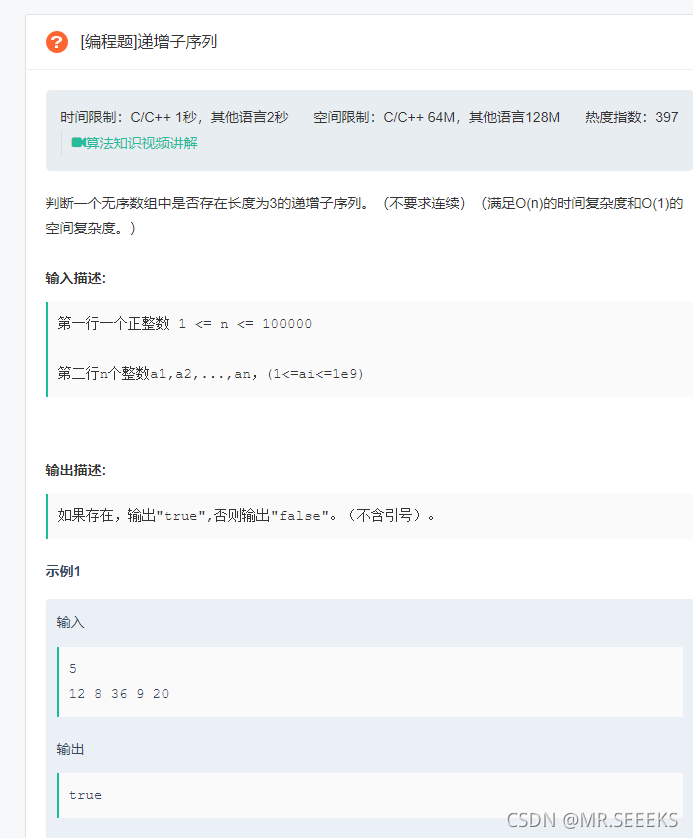 [编程题]递增子序列
时间限制：C/C++ 1秒，其他语言2秒 空间限制：C/C++ 64M，其他语言128M 热度指数：397
算法知识视频讲解
判断一个无序数组中是否存在长度为3的递增子序列。（不要求连续）（满足O(n)的时间复杂度和O(1)的
空间复杂度。）
输入描述:
第一行一个正整数 1 <= n <= 100000
第二行n个整数a1,a2,...,an，(1<=ai<=1e9)
输出描述:
如果存在，输出"true",否则输出"false"。（不含引号）。
示例1
输入
5
12 8 36 9 20
输出
true
CSDN @MR.SEEEKS